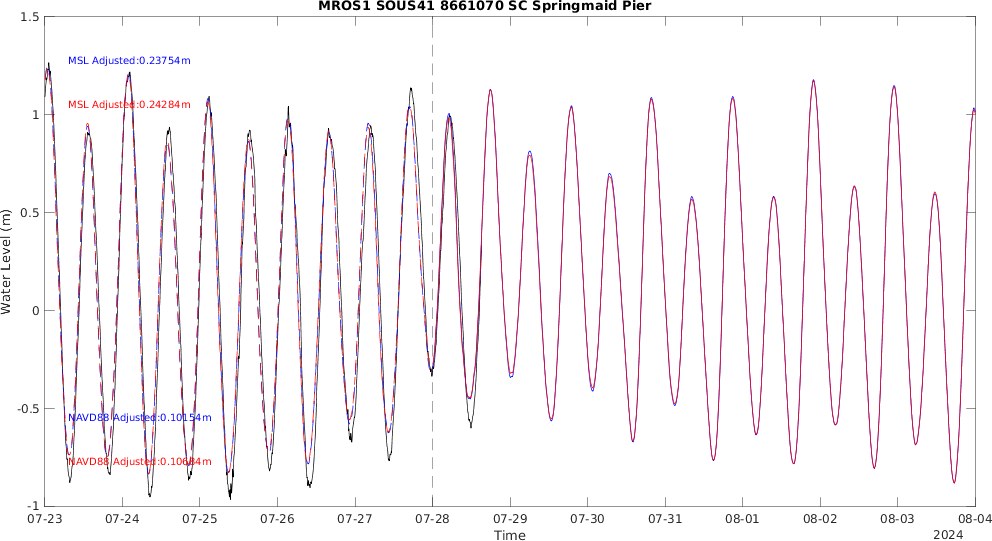 MROS1 SOUS41 8661070 SC Springmaid Pier
1.5
MSL Adjusted:0.23754m
MSL Adjusted:0.24284m
1
0.5
Water Level (m)
0
-0.5
NAVD88 Adjusted:0.10154m
NAVD88 Adjusted:0.10684m
-1
07-23 07-24 07-25 07-26 07-27 07-28 07-29 07-30 07-31 08-01 08-02 08-03 08-04
Time
2024